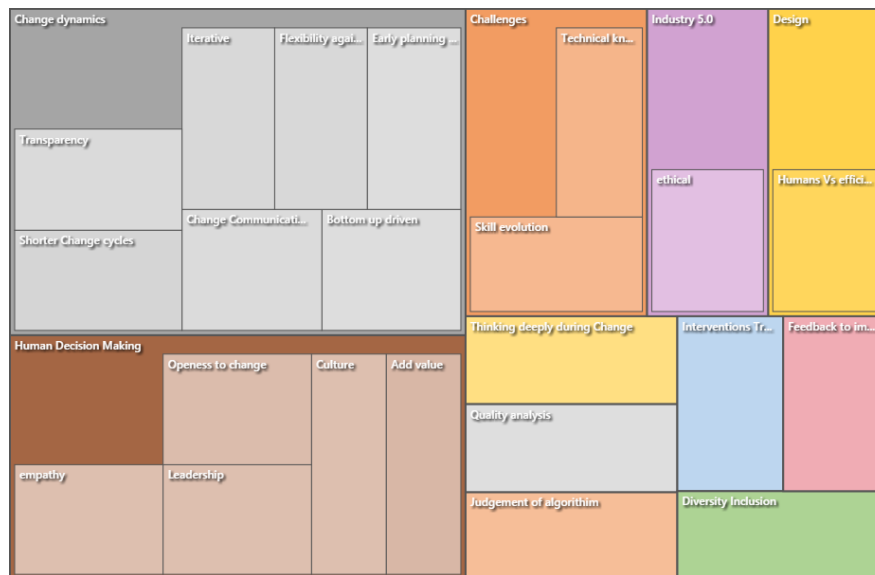 Change dynamics
Iterative
Flexibility agai...
Early planning ...
Transparency
Shorter Change cycles
Change Communicati...
Bottom up driven
Human Decision Making
Openess to change
Culture
Add value
empathy
Leadership
Challenges
Technical kn...
Skill evolution
Industry 5.0
ethical
Design
Humans Vs effici...
Thinking deeply during Change
Interventions Tr...
Feedback to im...
Quality analysis
Judgement of algorithim
Diversity Inclusion